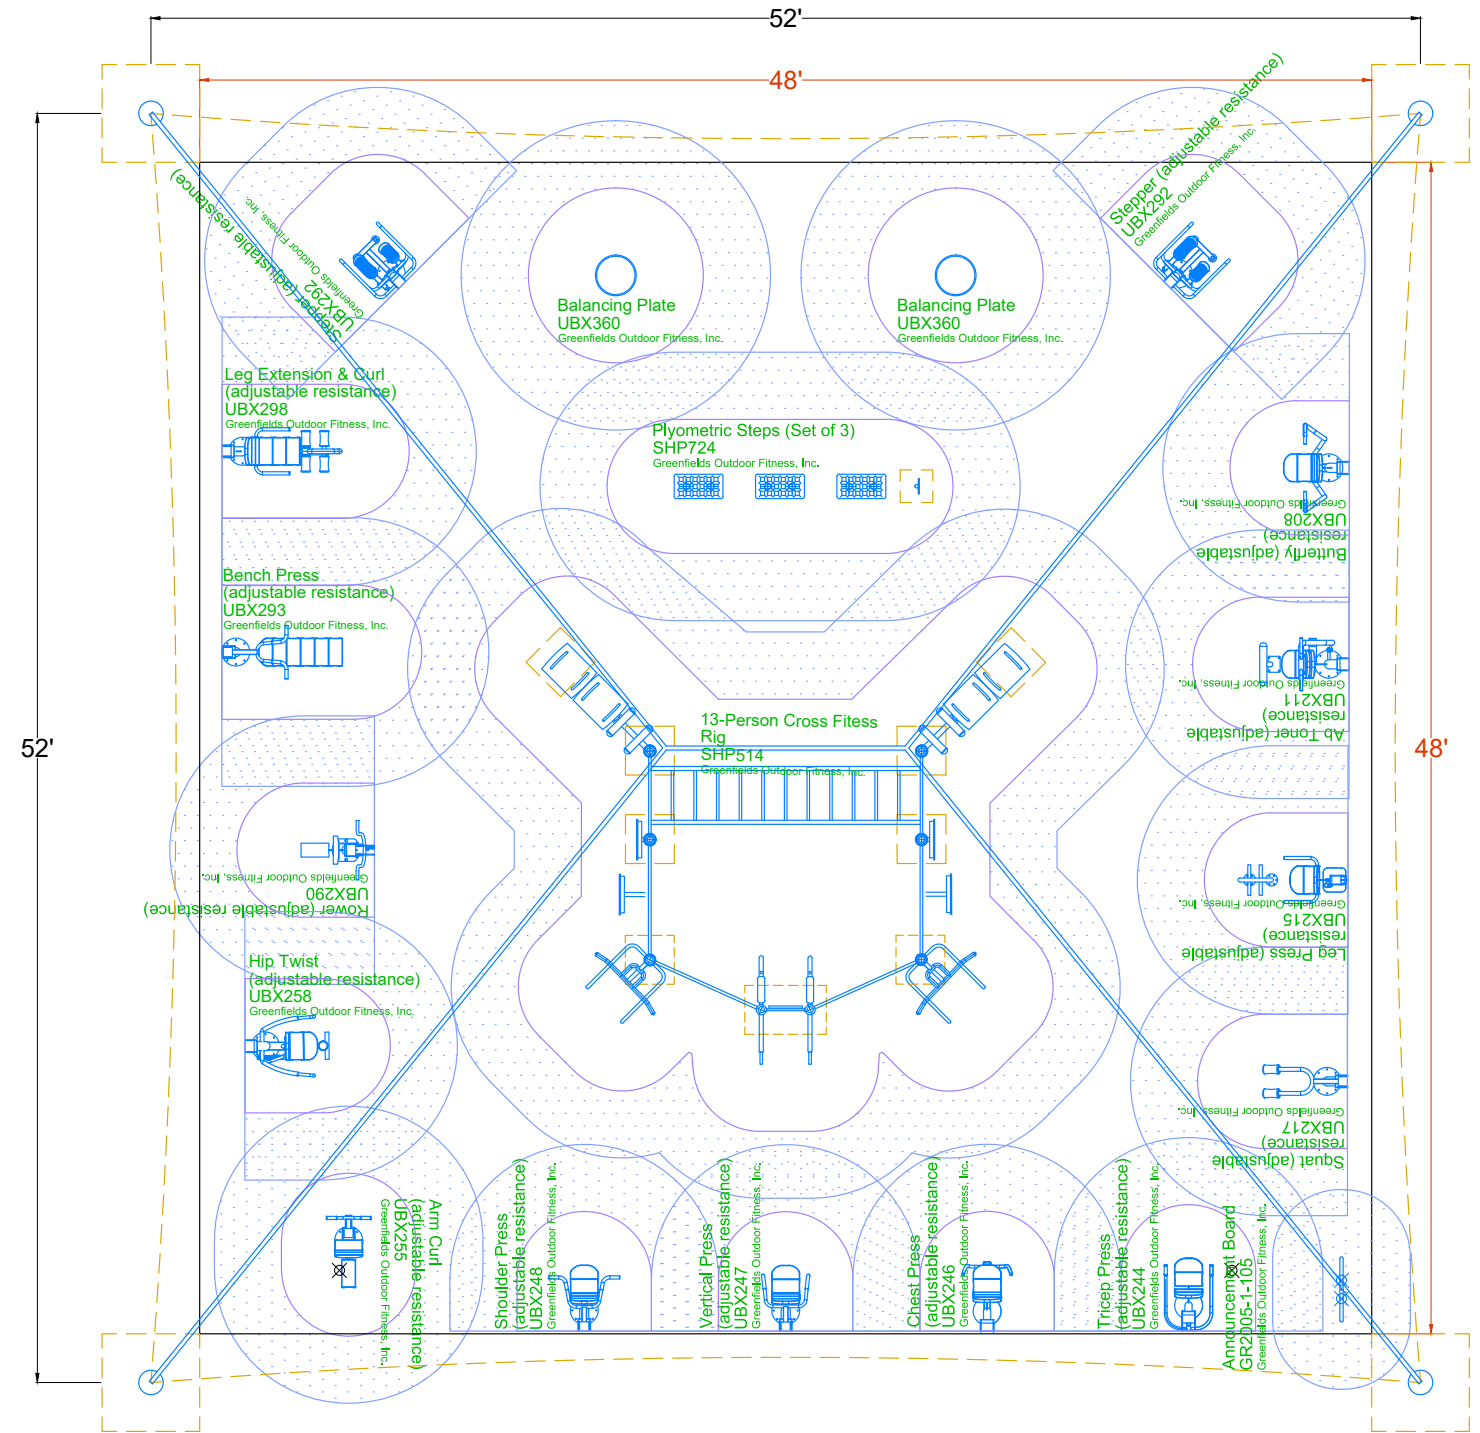 52'
48'
Stepper (adjustable resistance)
UBX292
Greenfields Outdoor Fitness, Inc.
Stepper (adjustable resistance)
UBX292
Greenfields Outdoor Fitness, Inc.
Balancing Plate
UBX360
Greenfields Outdoor Fitness, Inc.
Balancing Plate
UBX360
Greenfields Outdoor Fitness, Inc.
Leg Extension & Curl
(adjustable resistance)
UBX298
Greenfields Outdoor Fitness, Inc.
Plyometric Steps (Set of 3)
SHP724
Greenfields Outdoor Fitness, Inc.
Butterfly (adjustable
resistance)
UBX208
Greenfields Outdoor Fitness, Inc.
Bench Press
(adjustable resistance)
UBX293
Greenfields Outdoor Fitness, Inc.
Ab Toner (adjustable
resistance)
UBX211
Greenfields Outdoor Fitness, Inc.
52'
13-Person Cross Fitess
Rig
SHP514
Greenfields Outdoor Fitness, Inc.
48'
Rower (adjustable resistance)
UBX290
Greenfields Outdoor Fitness, Inc.
Leg Press (adjustable
resistance)
UBX215
Greenfields Outdoor Fitness, Inc.
Hip Twist
(adjustable resistance)
UBX258
Greenfields Outdoor Fitness, Inc.
Squat (adjustable
resistance)
UBX217
Greenfields Outdoor Fitness, Inc.
Arm Curl
(adjustable resistance)
UBX255
Greenfields Outdoor Fitness, Inc.
Shoulder Press
(adjustable resistance)
UBX248
Greenfields Outdoor Fitness, Inc.
Vertical Press
(adjustable resistance)
UBX247
Greenfields Outdoor Fitness, Inc.
Chest Press
(adjustable resistance)
UBX246
Greenfields Outdoor Fitness, Inc.
Tricep Press
(adjustable resistance)
UBX244
Greenfields Outdoor Fitness, Inc.
Announcement Board
GR2005-1-105
Greenfields Outdoor Fitness, Inc.